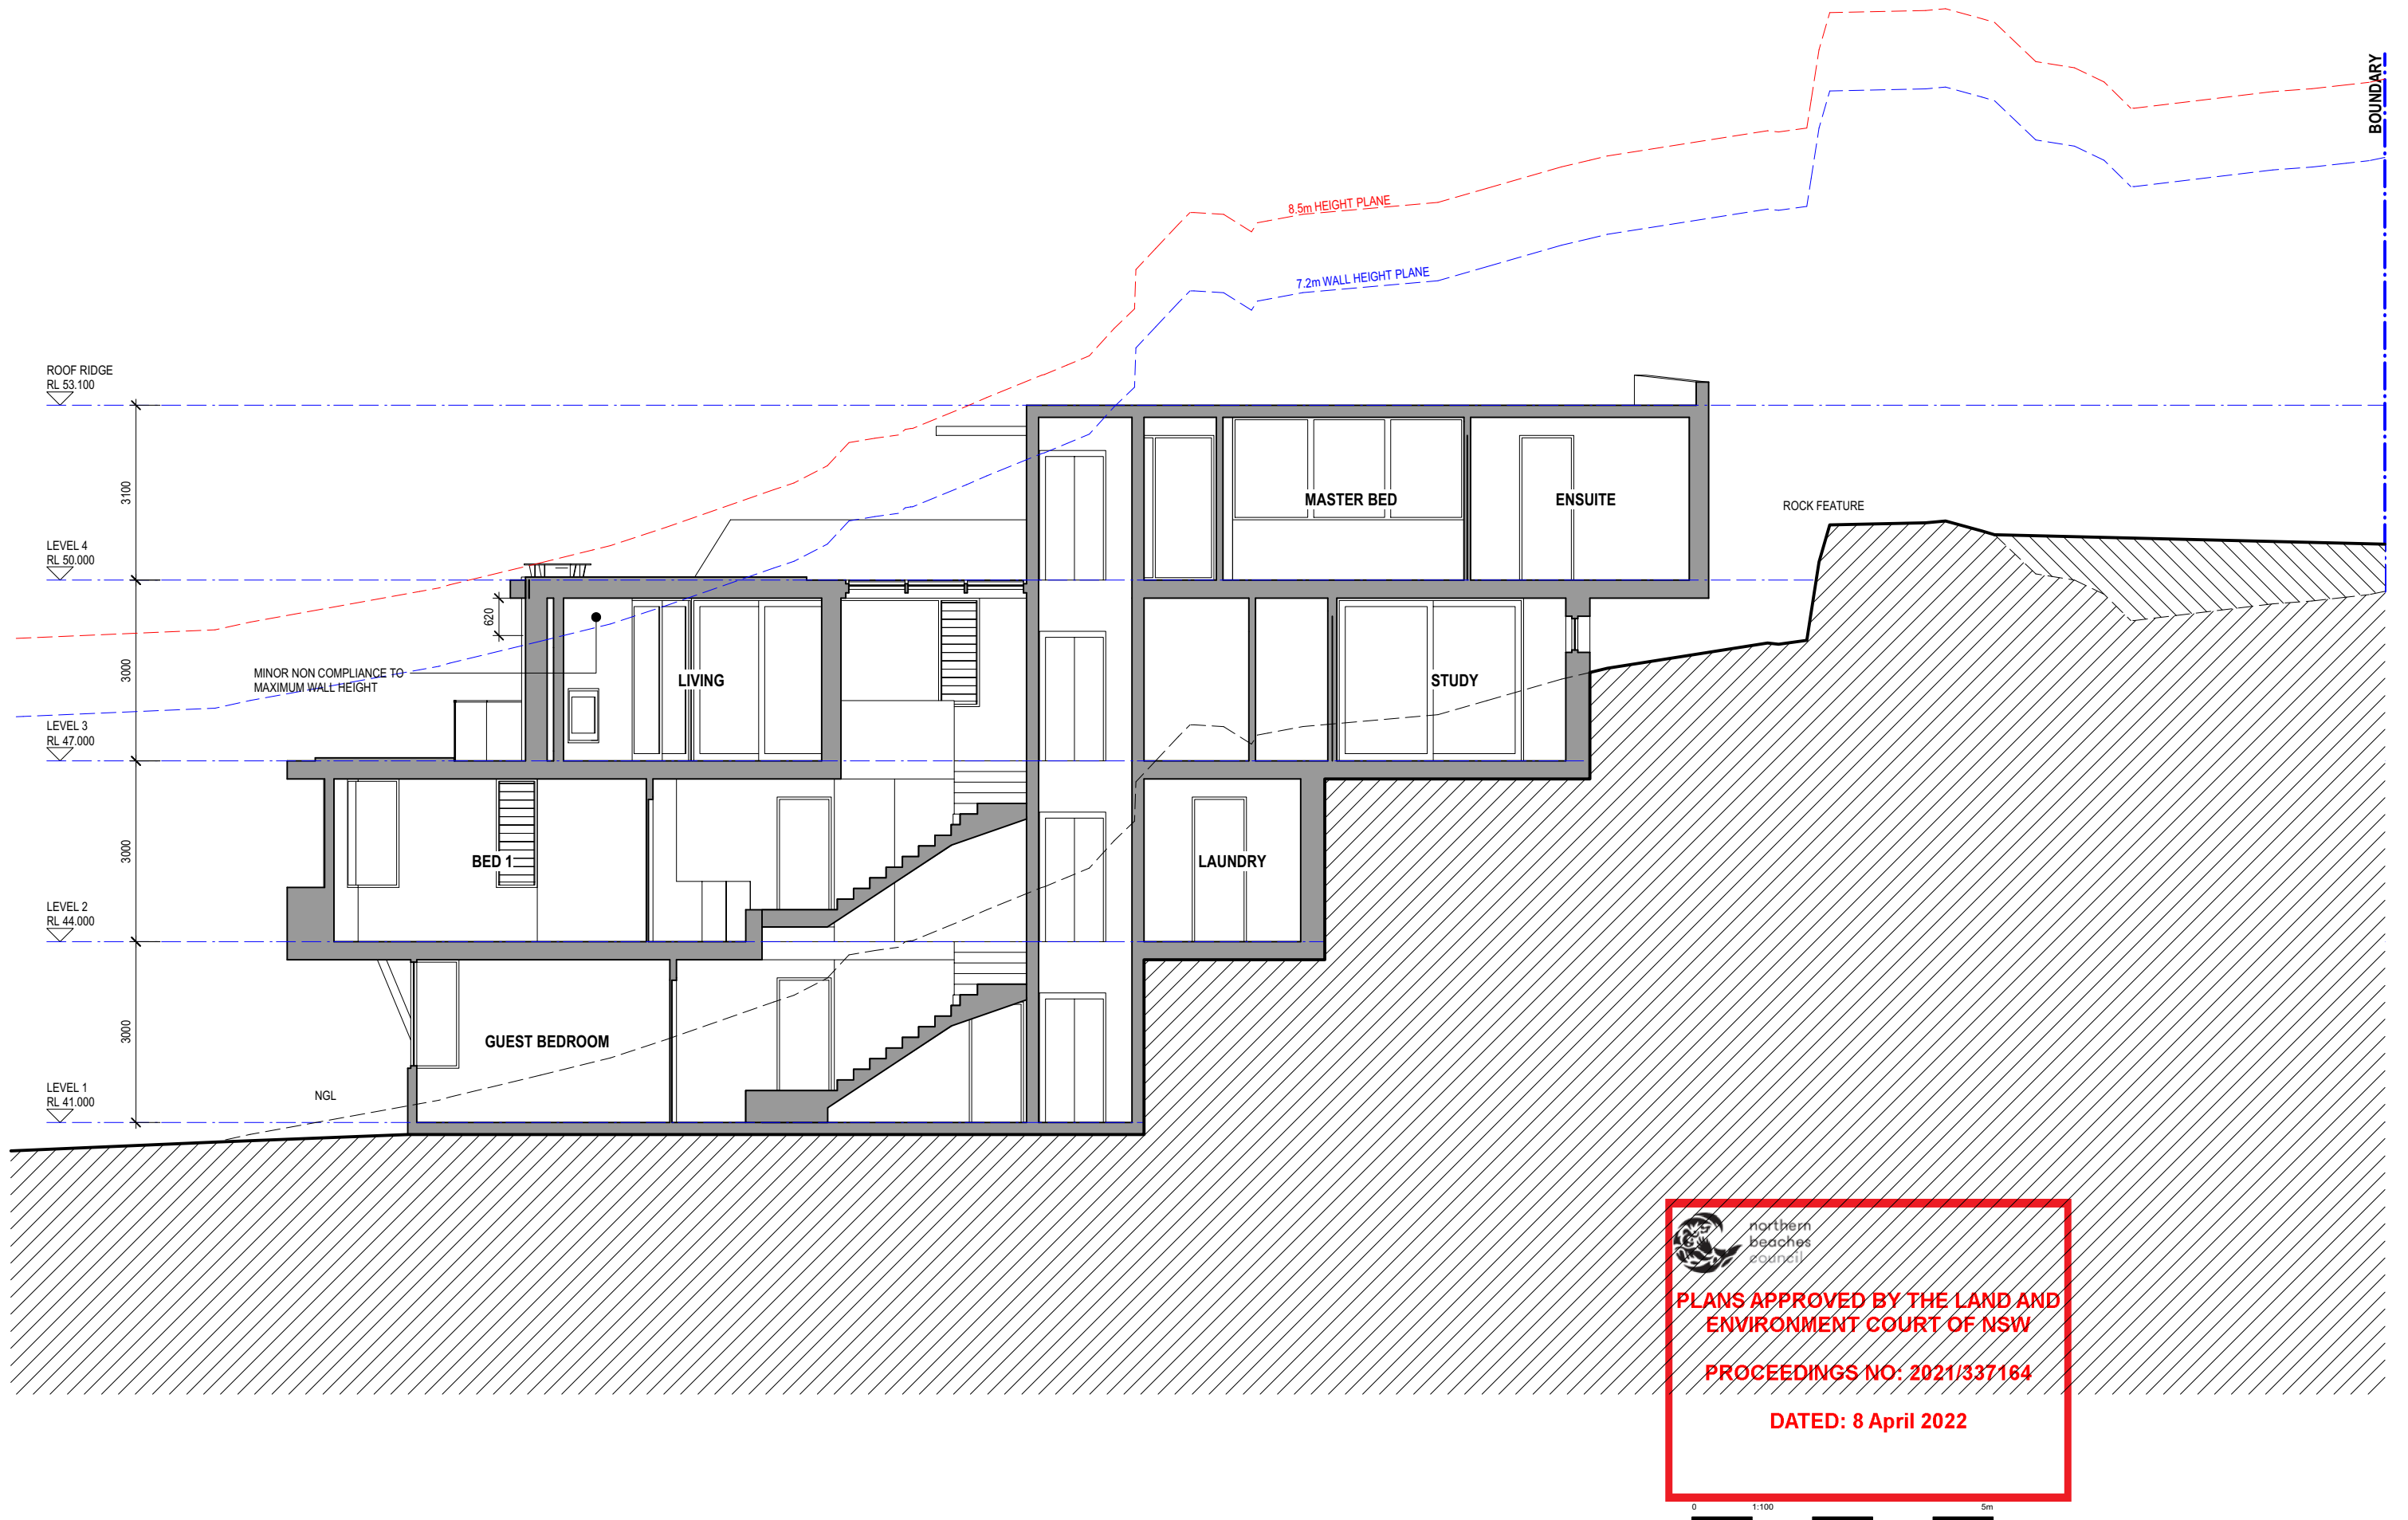 BOUNDARY
8.5m HEIGHT PLANE
7.2m WALL HEIGHT PLANE
ROOF RIDGE
RL 53.100
3100
MASTER BED
ENSUITE
ROCK FEATURE
LEVEL 4
RL 50.000
620
MINOR NON COMPLIANCE TO
MAXIMUM WALL HEIGHT
3000
LIVING
STUDY
LEVEL 3
RL 47.000
3000
BED 1
LAUNDRY
LEVEL 2
RL 44.000
3000
GUEST BEDROOM
LEVEL 1
RL 41.000
NGL
northern
beaches
council
PLANS APPROVED BY THE LAND AND
ENVIRONMENT COURT OF NSW
PROCEEDINGS NO: 2021/337164
DATED: 8 April 2022
0 1:100 5m